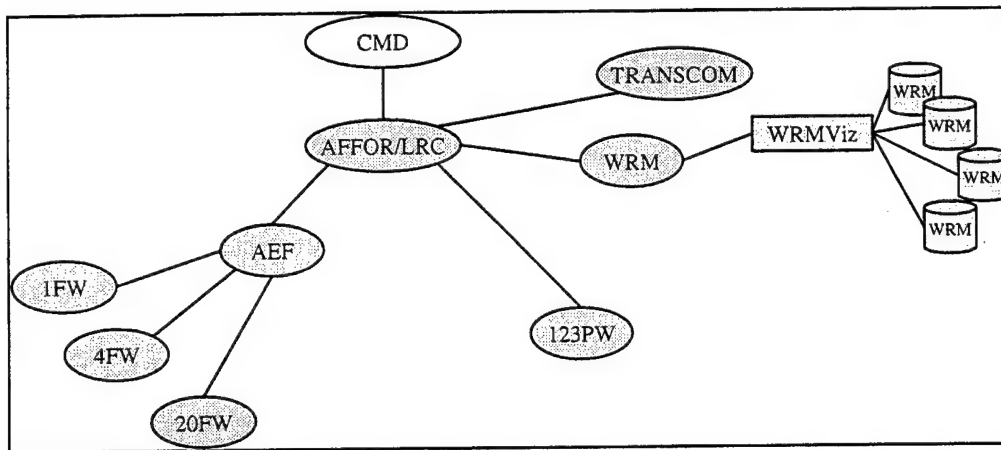 CMD
TRANSCOM
WRM
WRM
AFFOR/LRC
WRMViz
WRM
WRM
WRM
AEF
1FW
123PW
4FW
20FW